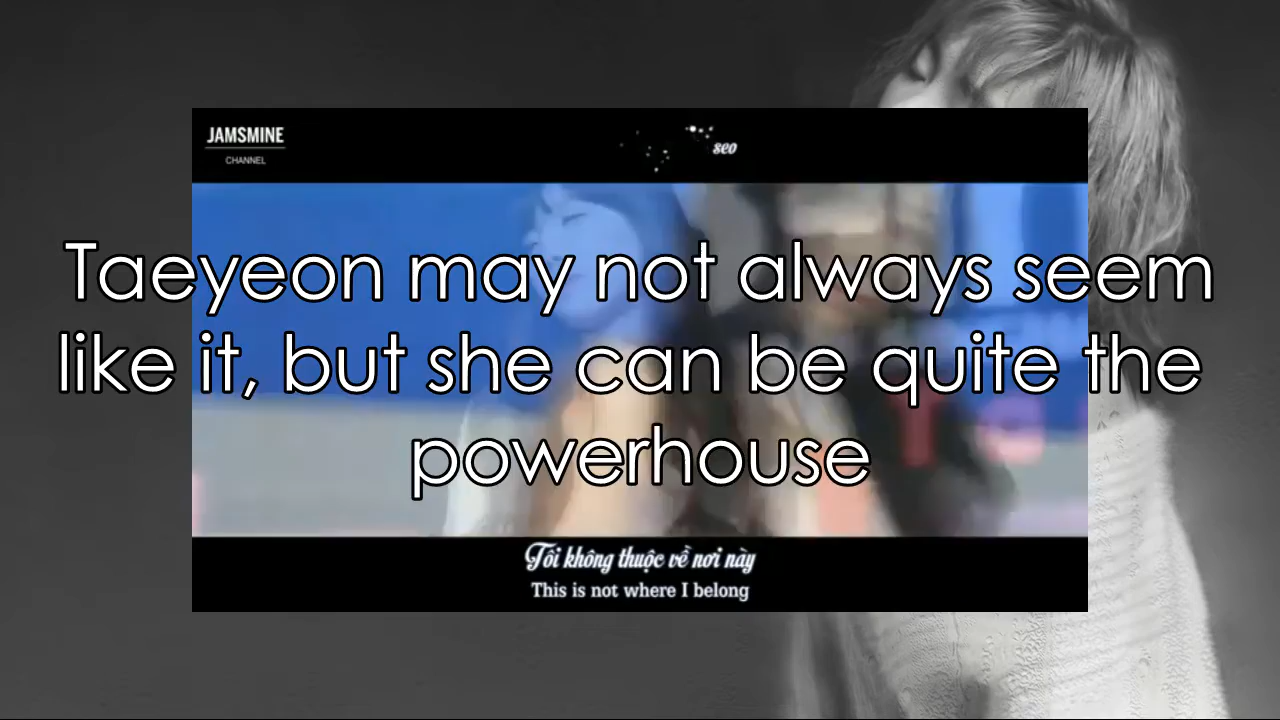 JAMSMINE
CHANNEL
seo
Taeyeon may not always seem
like it, but she can be quite the
powerhouse
Tôi không thuộc về nơi này
This is not where I belong